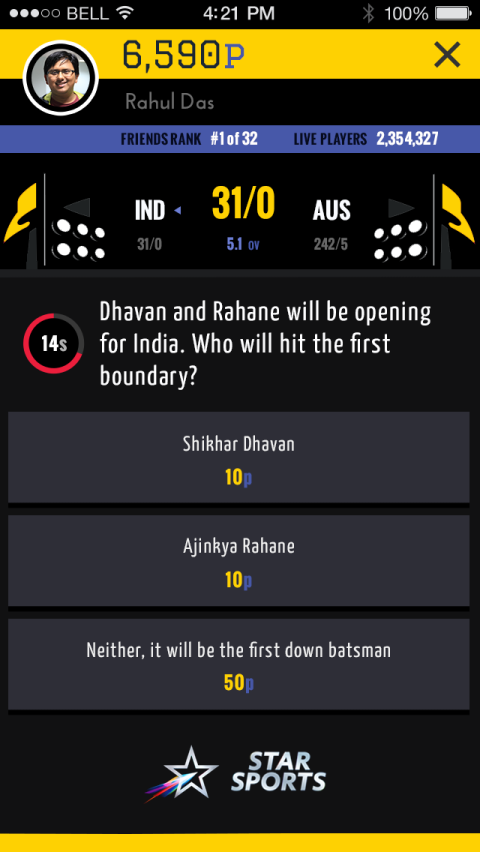 BELL 4:21 PM 100%
6,590P
Rahul Das
FRIENDS RANK #1 of 32 LIVE PLAYERS 2,354,327
IND 31/0 AUS
31/0 5.1 OV 242/5
14s
Dhavan and Rahane will be opening
for India. Who will hit the first
boundary?
Shikhar Dhavan
10p
Ajinkya Rahane
10p
Neither, it will be the first down batsman
50p
STAR
SPORTS